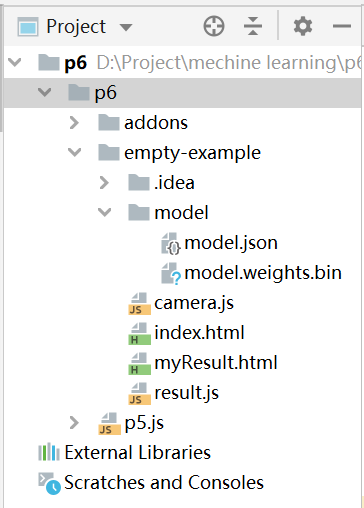 Project
p6 D:\Project\mechine learning\p6
p6
addons
empty-example
.idea
model
model.json
model.weights.bin
camera.js
index.html
myResult.html
result.js
p5.js
External Libraries
Scratches and Consoles